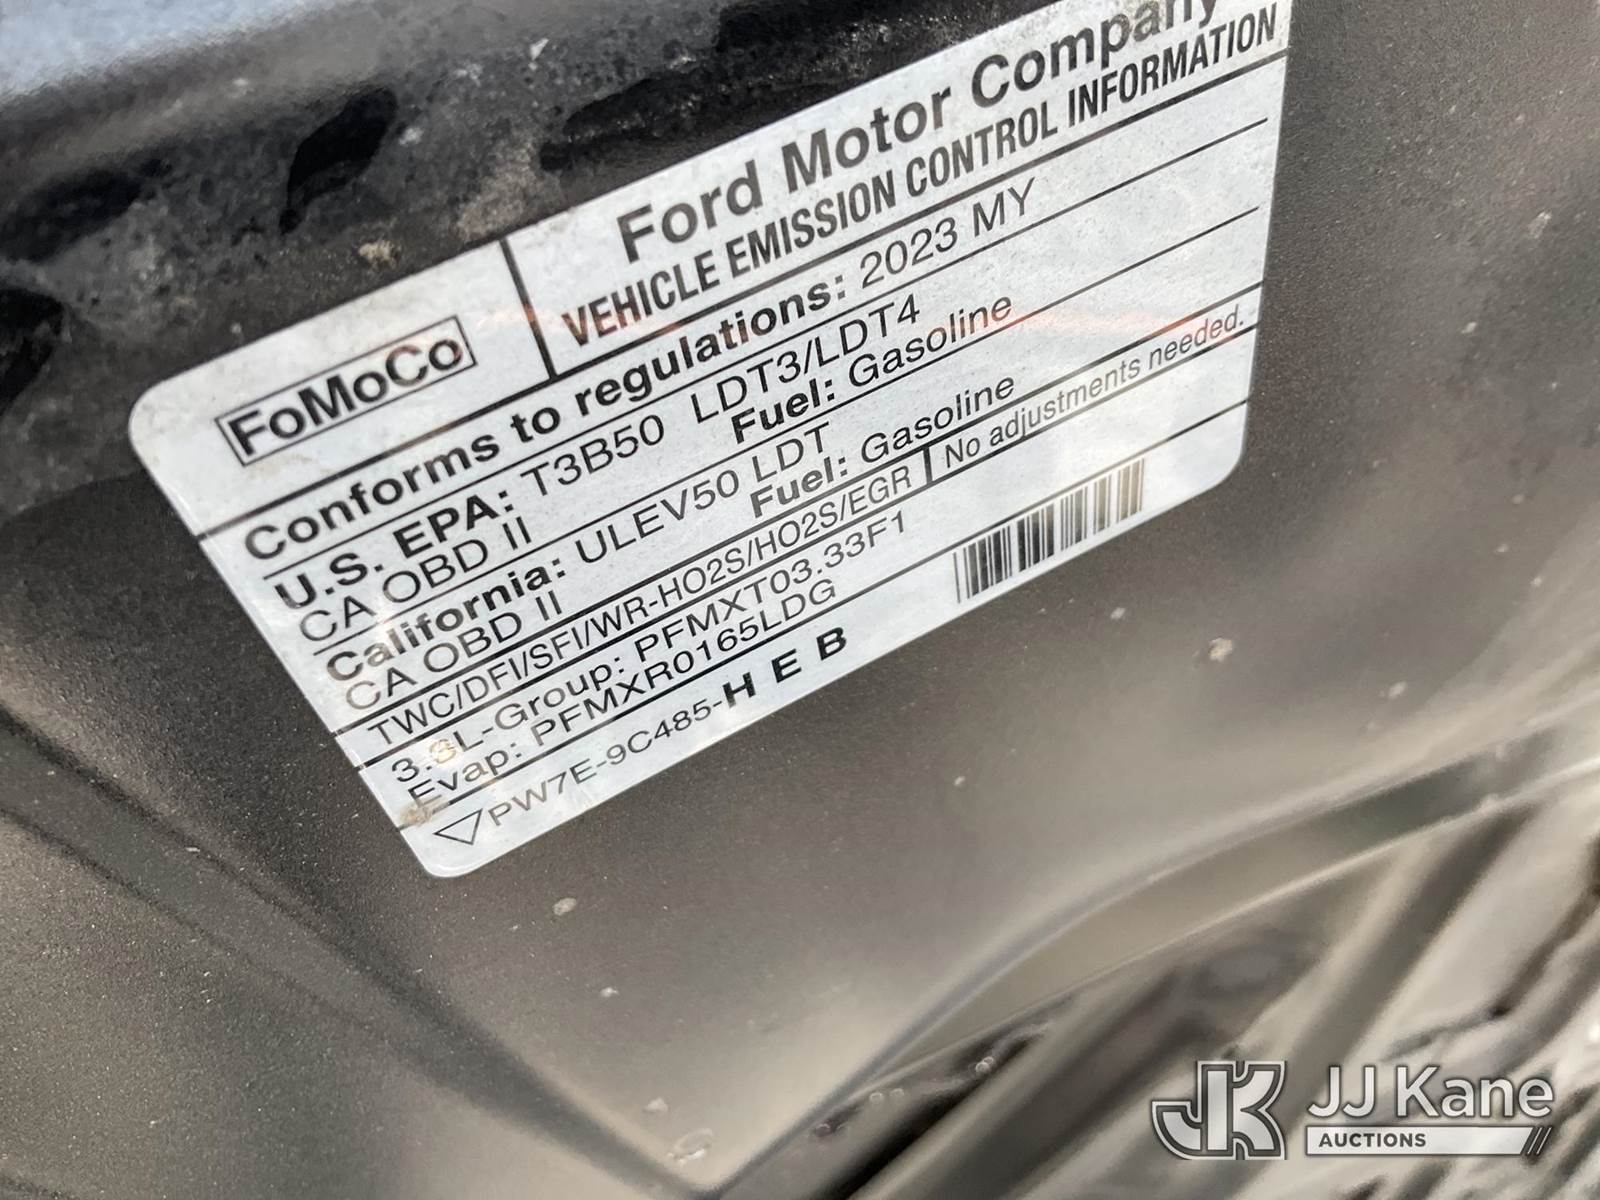 FoMoCo
Ford Motor Company
VEHICLE EMISSION CONTROL INFORMATION
Conforms to regulations: 2023 MY
U.S. EPA: T3B50 LDT3/LDT4
CA OBD II Fuel: Gasoline
California: ULEV50 LDT
CA OBD II Fuel: Gasoline
TWC/DFI/SFI/WR-HO2S/HO2S/EGR No adjustments needed.
3.3L-Group: PFMXT03.33F1
Evap: PFMXR0165LDG
PW7E-9C485-HEB
JK JJ Kane
AUCTIONS